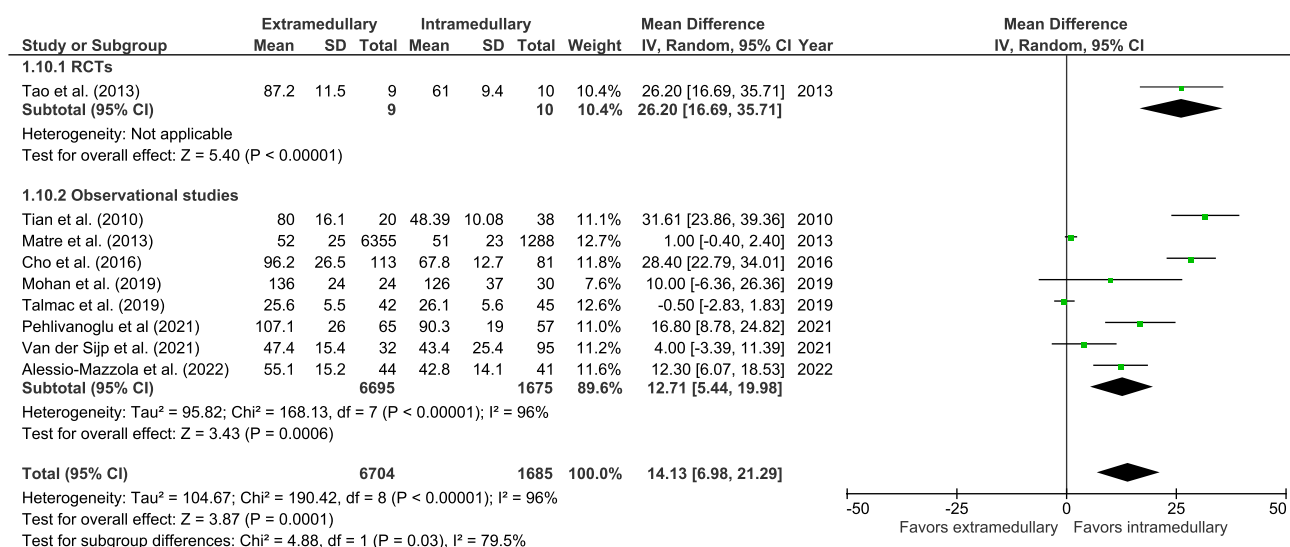 Extramedullary Intramedullary Mean Difference Mean Difference
Study or Subgroup Mean SD Total Mean SD Total Weight IV, Random, 95% CI Year IV, Random, 95% CI
1.10.1 RCTs
Tao et al. (2013) 87.2 11.5 9 61 9.4 10 10.4% 26.20 [16.69, 35.71] 2013
Subtotal (95% CI) 9 10 10.4% 26.20 [16.69, 35.71]
Heterogeneity: Not applicable
Test for overall effect: Z = 5.40 (P < 0.00001)
1.10.2 Observational studies
Tian et al. (2010) 80 16.1 20 48.39 10.08 38 11.1% 31.61 [23.86, 39.36] 2010
Matre et al. (2013) 52 25 6355 51 23 1288 12.7% 1.00 [-0.40, 2.40] 2013
Cho et al. (2016) 96.2 26.5 113 67.8 12.7 81 11.8% 28.40 [22.79, 34.01] 2016
Mohan et al. (2019) 136 24 24 126 37 30 7.6% 10.00 [-6.36, 26.36] 2019
Talmac et al. (2019) 25.6 5.5 42 26.1 5.6 45 12.6% -0.50 [-2.83, 1.83] 2019
Pehlivanoglu et al (2021) 107.1 26 65 90.3 19 57 11.0% 16.80 [8.78, 24.82] 2021
Van der Sijp et al. (2021) 47.4 15.4 32 43.4 25.4 95 11.2% 4.00 [-3.39, 11.39] 2021
Alessio-Mazzola et al. (2022) 55.1 15.2 44 42.8 14.1 41 11.6% 12.30 [6.07, 18.53] 2022
Subtotal (95% CI) 6695 1675 89.6% 12.71 [5.44, 19.98]
Heterogeneity: Tau² = 95.82; Chi² = 168.13, df = 7 (P < 0.00001); I² = 96%
Test for overall effect: Z = 3.43 (P = 0.0006)
Total (95% CI) 6704 1685 100.0% 14.13 [6.98, 21.29]
Heterogeneity: Tau² = 104.67; Chi² = 190.42, df = 8 (P < 0.00001); I² = 96%
Test for overall effect: Z = 3.87 (P = 0.0001)
Test for subgroup differences: Chi² = 4.88, df = 1 (P = 0.03), I² = 79.5%
-50 -25 0 25 50
Favors extramedullary Favors intramedullary